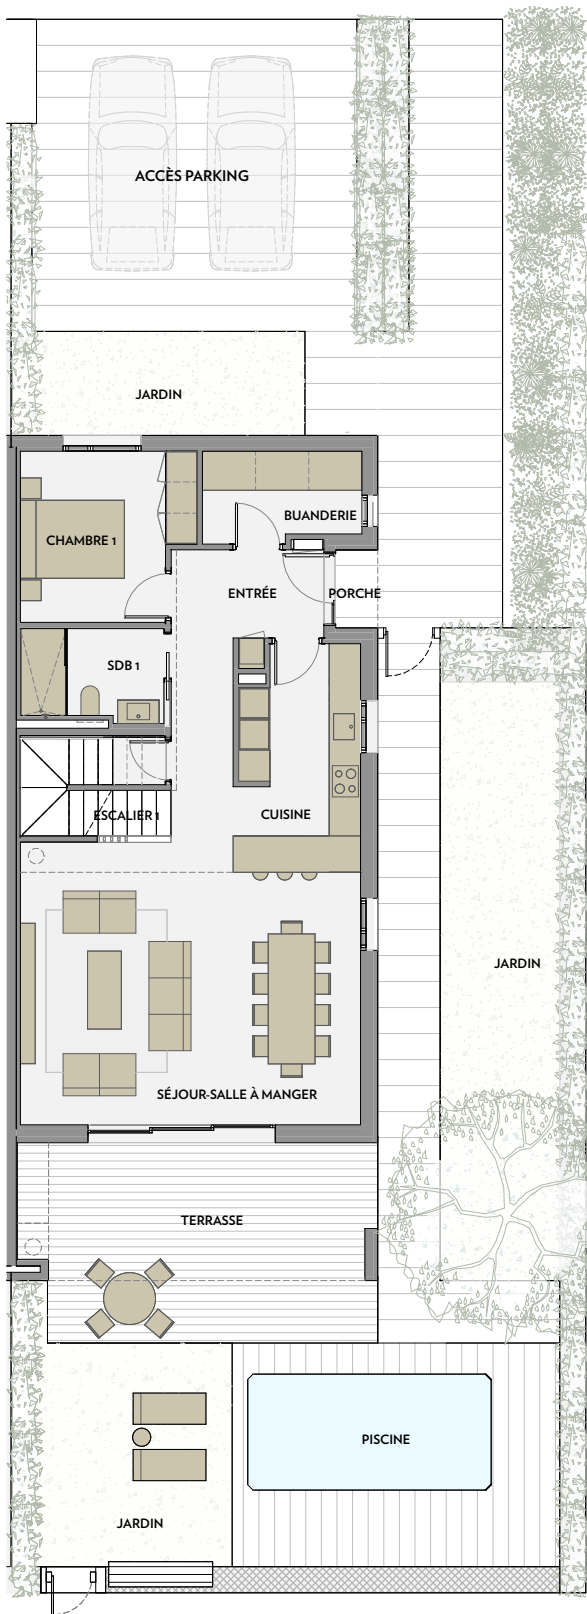 ACCÈS PARKING
JARDIN
BUANDERIE
CHAMBRE 1
ENTRÉE
PORCHE
SDB 1
ESCALIER 1
CUISINE
JARDIN
SÉJOUR-SALLE À MANGER
TERRASSE
PISCINE
JARDIN